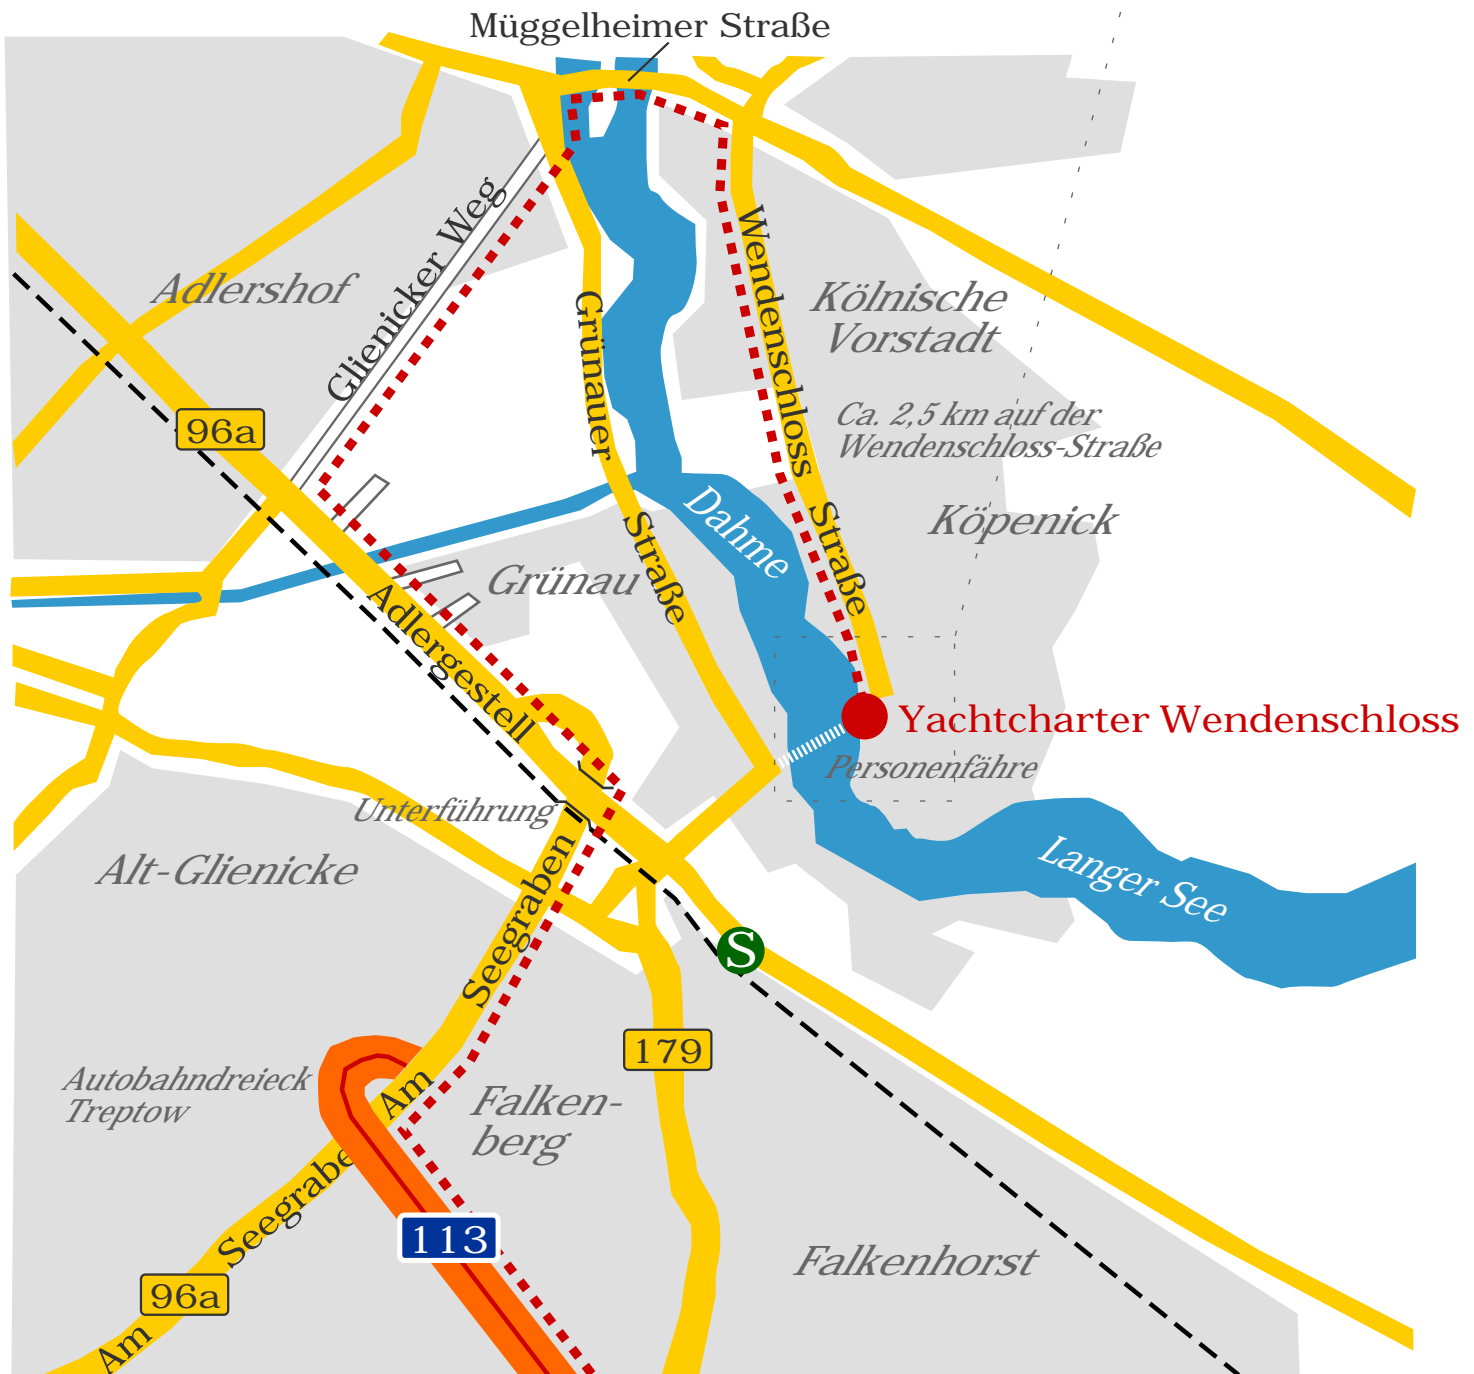 Müggelheimer Straße
Glienicker Weg
Adlershof
96a
Grünauer
Straße
Wendenschloss
Straße
Kölnische
Vorstadt
Ca. 2,5 km auf der
Wendenschloss-Straße
Köpenick
Dahme
Grünau
Adlergestell
Yachtcharter Wendenschloss
Personenfähre
Unterführung
Alt-Glienicke
Langer See
Seegraben
Am
S
179
Autobahndreieck
Treptow
Falken-
berg
Seegrabe
Am
113
96a
Falkenhorst